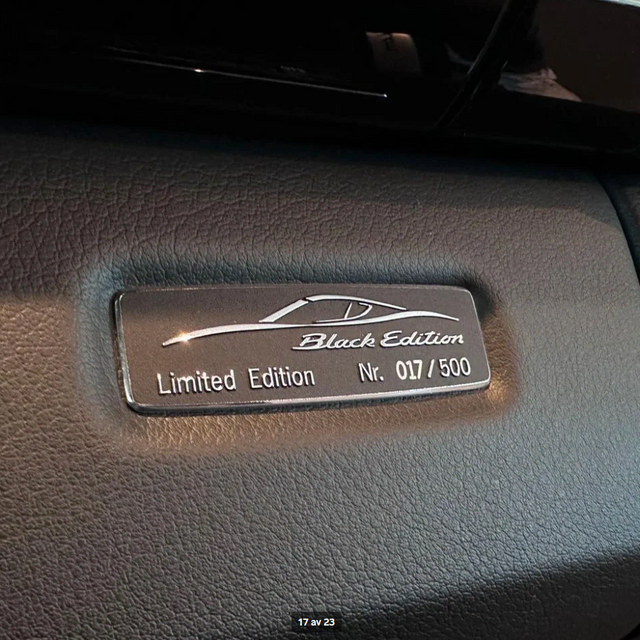 Black Edition
Limited Edition Nr. 017/500
17 av 23